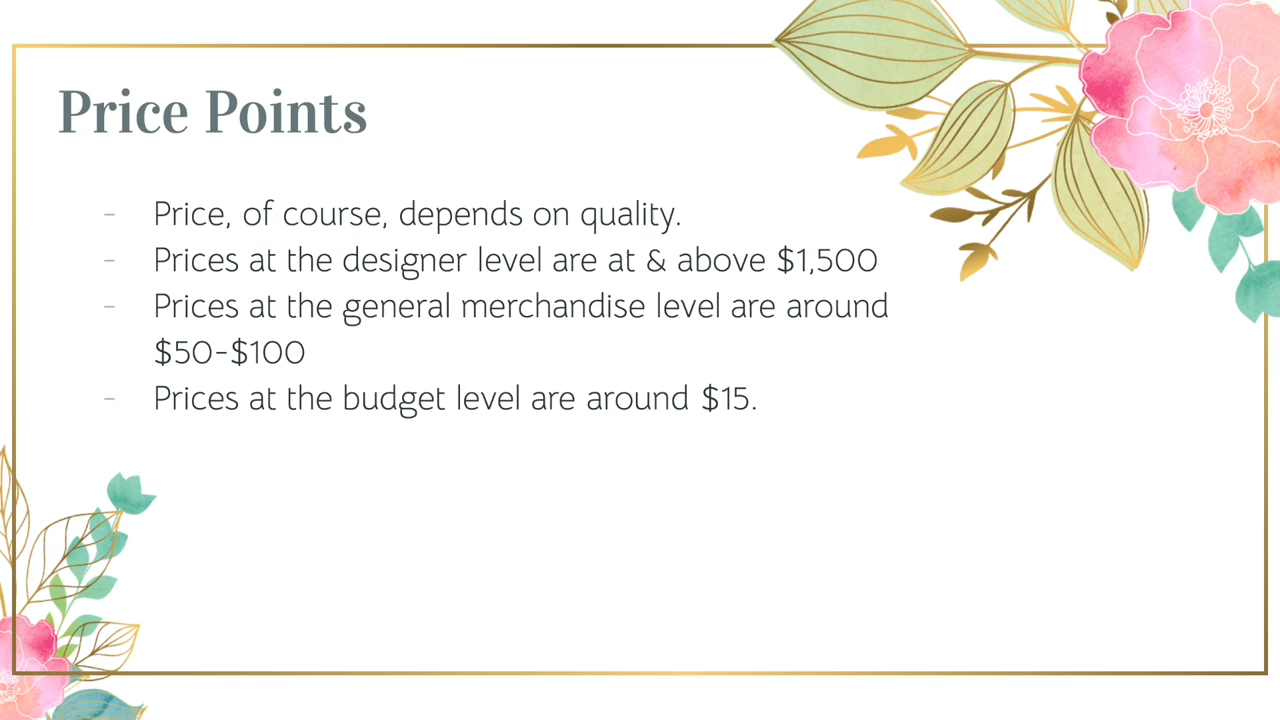 Price Points
- Price, of course, depends on quality.
- Prices at the designer level are at & above $1,500
- Prices at the general merchandise level are around
$50-$100
- Prices at the budget level are around $15.